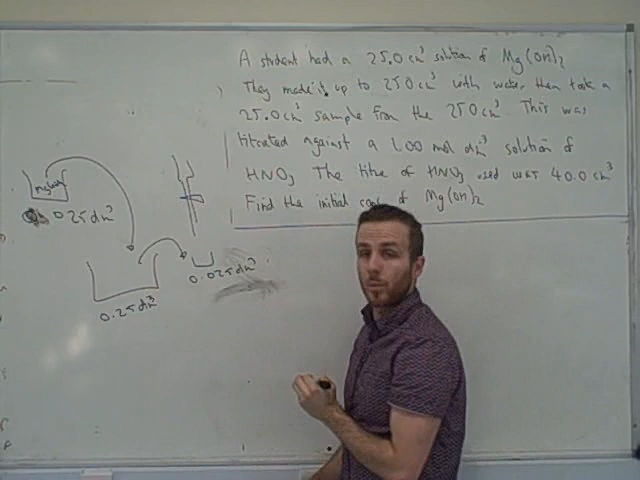 A student had a 25.0 cm³ solution of Mg(OH)₂
They made it up to 250 cm³ with water, then took a
25.0 cm³ sample from the 250 cm³. This was
titrated against a 1.00 mol dm⁻³ solution of
HNO₃ The titre of HNO₃ used was 40.0 cm³
Find the initial conc of Mg(OH)₂
0.25 dm³
0.025 dm³
0.25 dm³